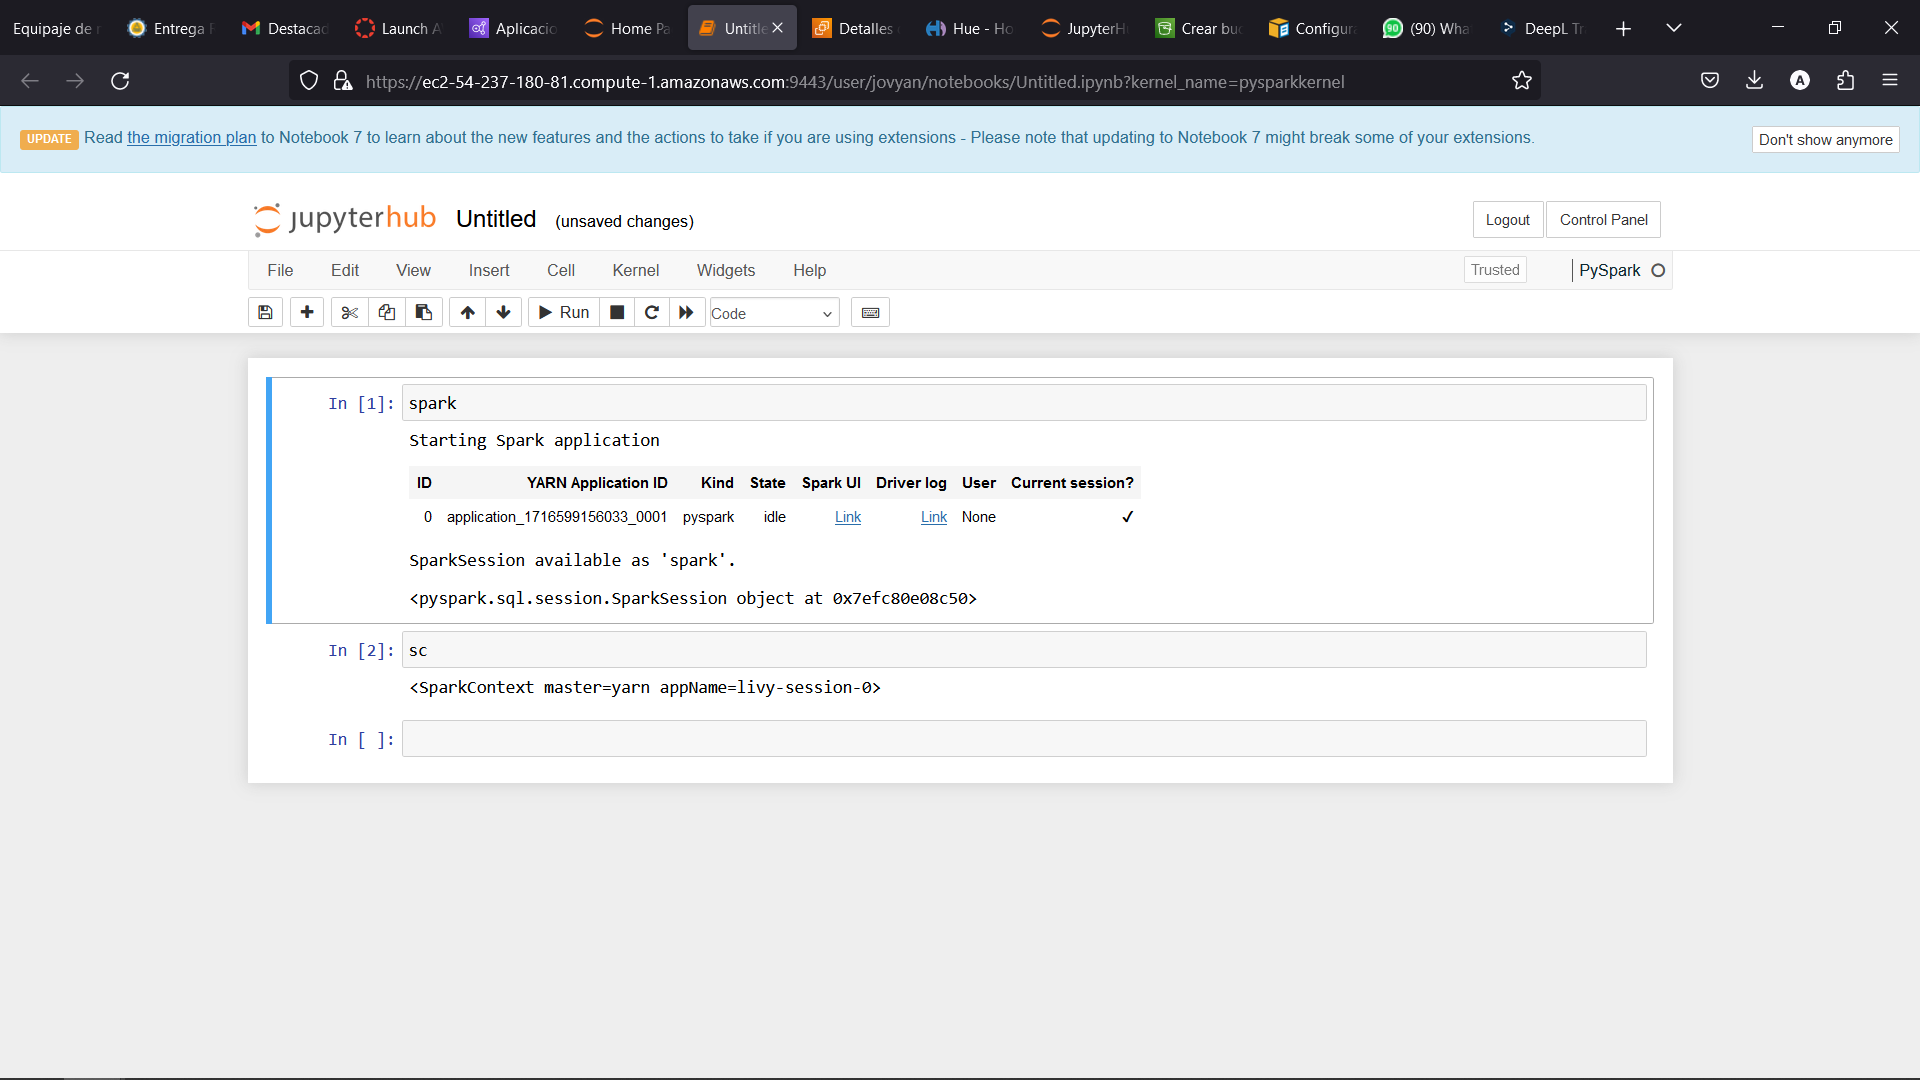 Equipaje de r
Entrega F
Destacad
Launch A
Aplicacio
Home Pa
Untitle
Detalles
Hue - Ho
JupyterH
Crear buc
Configura
90
(90) Wha
DeepL Tr
https://ec2-54-237-180-81.compute-1.amazonaws.com:9443/user/jovyan/notebooks/Untitled.ipynb?kernel_name=pysparkkernel
A
UPDATE Read the migration plan to Notebook 7 to learn about the new features and the actions to take if you are using extensions - Please note that updating to Notebook 7 might break some of your extensions.
Don't show anymore
jupyterhub Untitled (unsaved changes)
Logout
Control Panel
File Edit View Insert Cell Kernel Widgets Help
Trusted
PySpark
Run
Code
In [1]: spark
Starting Spark application
ID YARN Application ID Kind State Spark UI Driver log User Current session?
0 application_1716599156033_0001 pyspark idle Link Link None ✓
SparkSession available as 'spark'.
<pyspark.sql.session.SparkSession object at 0x7efc80e08c50>
In [2]: sc
<SparkContext master=yarn appName=livy-session-0>
In [ ]: